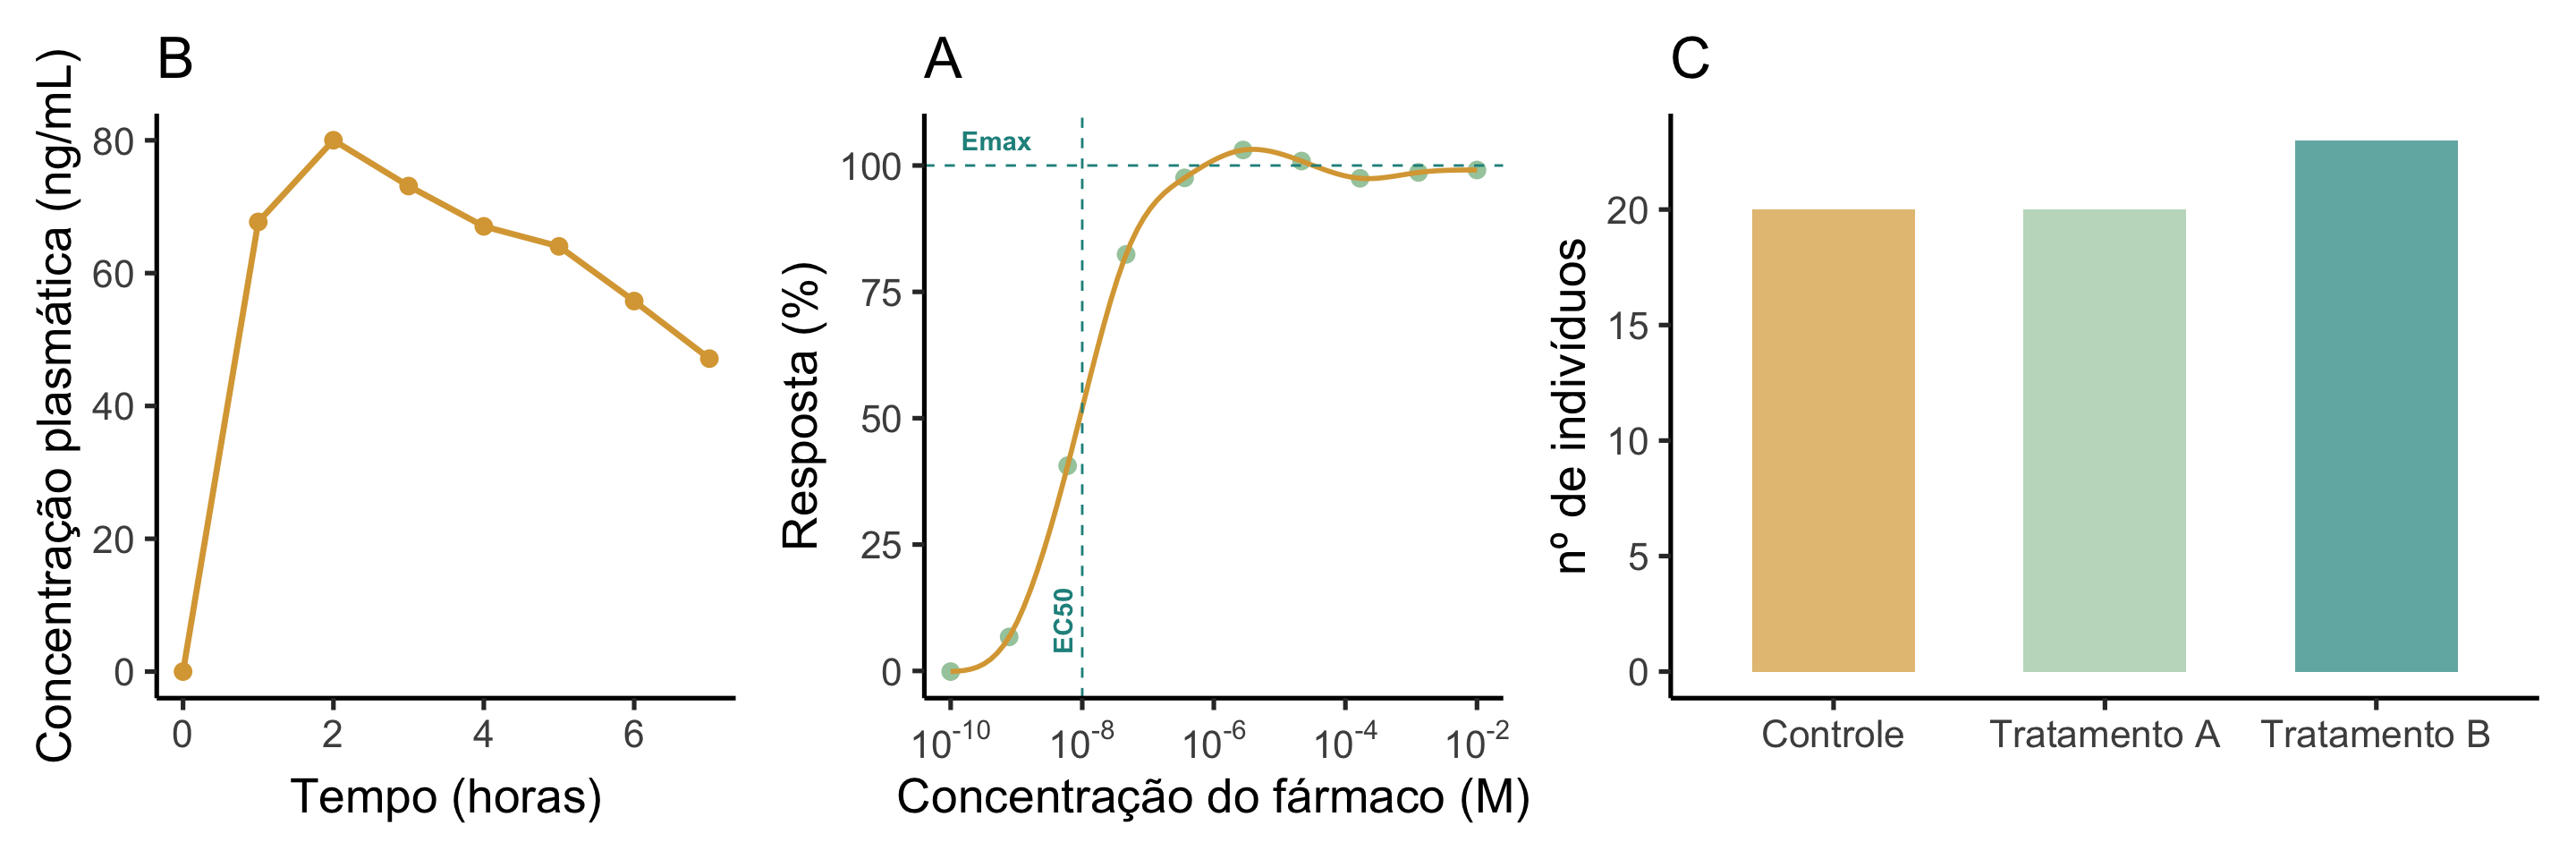 B
Concentração plasmática (ng/mL)
80
60
40
20
0
0 2 4 6
Tempo (horas)
A
Resposta (%)
100
75
50
25
0
Emax
EC50
10⁻¹⁰ 10⁻⁸ 10⁻⁶ 10⁻⁴ 10⁻²
Concentração do fármaco (M)
C
nº de indivíduos
20
15
10
5
0
Controle Tratamento A Tratamento B